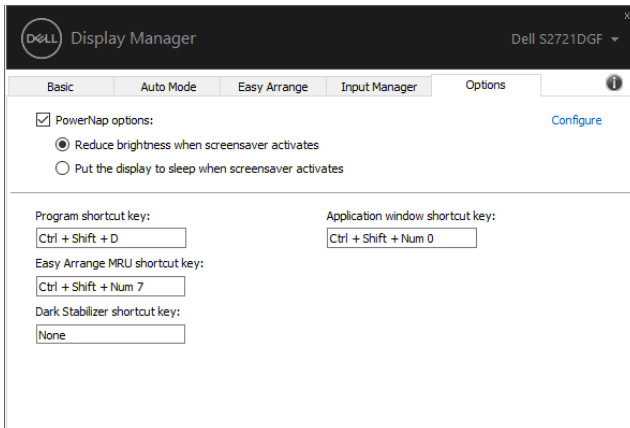 DELL Display Manager Dell S2721DGF
x
Basic Auto Mode Easy Arrange Input Manager Options i
PowerNap options: Configure
Reduce brightness when screensaver activates
Put the display to sleep when screensaver activates
Program shortcut key: Application window shortcut key:
Ctrl + Shift + D Ctrl + Shift + Num 0
Easy Arrange MRU shortcut key:
Ctrl + Shift + Num 7
Dark Stabilizer shortcut key:
None